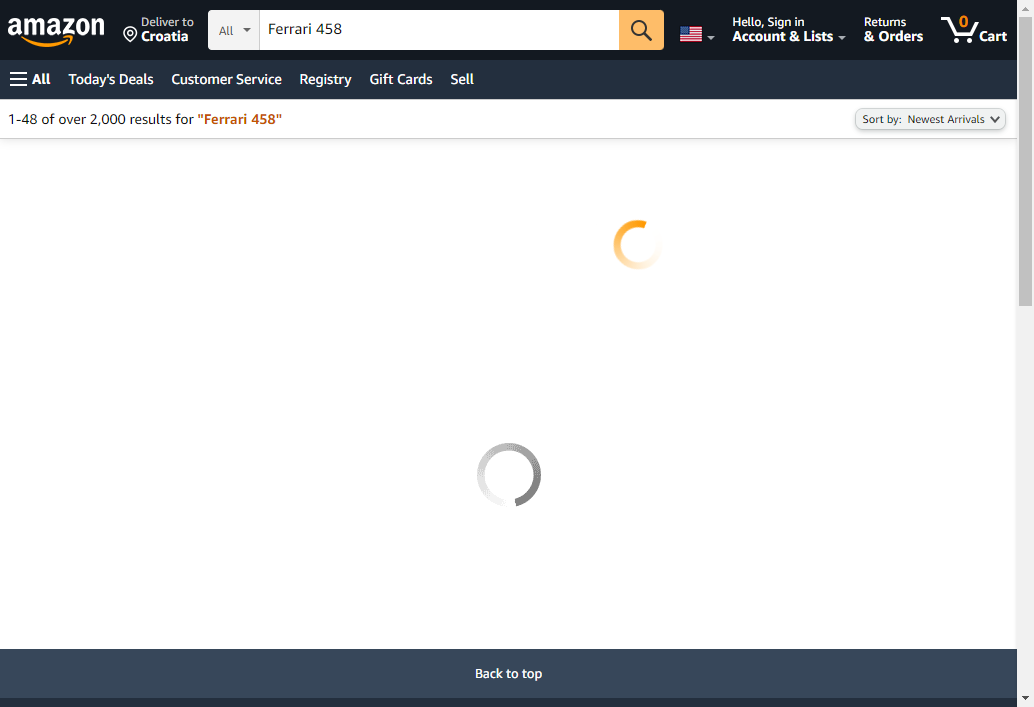 amazon
Deliver to
Croatia
All
Ferrari 458
Hello, Sign in
Account & Lists
Returns
& Orders
0
Cart
All
Today's Deals
Customer Service
Registry
Gift Cards
Sell
1-48 of over 2,000 results for "Ferrari 458"
Sort by: Newest Arrivals
Back to top